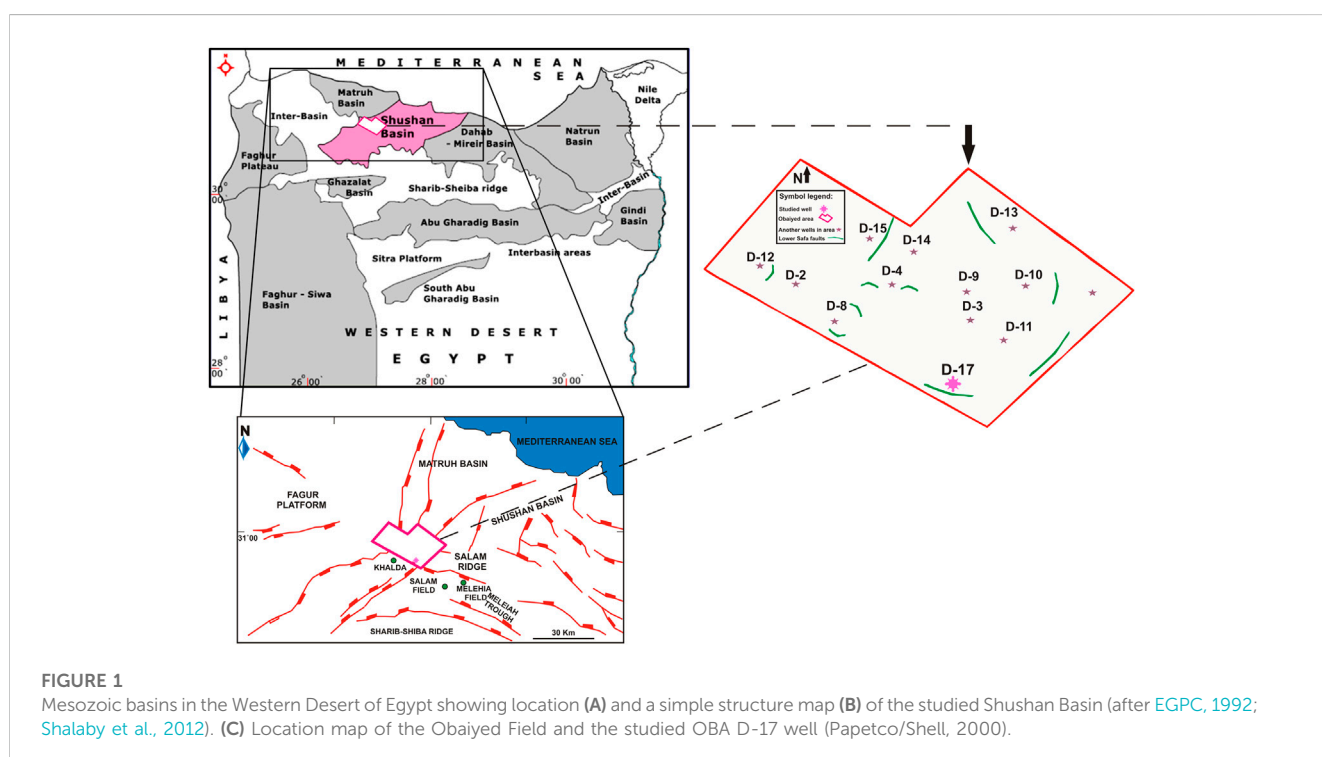 MEDITERRANEAN
SEA
Matruh
Basin
Nile
Delta
Inter-Basin
Shushan
Basin
Dahab
- Mireir Basin
Natrun
Basin
Faghur
Plateau
30°
00'
Ghazalat
Basin
Sharib-Sheiba ridge
Inter-Basin
Abu Gharadig Basin
Gindi
Basin
Sitra Platform
Interbasin areas
South Abu
Gharadig Basin
Faghur - Siwa
Basin
LIBYA
WESTERN DESERT
EGYPT
28°
00'
26°00'
28°00'
30°00'
N
Symbol legend:
Studied well
Obaiyed area
Another wells in area
Lower Safa faults
D-13
D-15
D-14
D-12
D-2
D-4
D-9
D-10
D-8
D-3
D-11
D-17
N
MEDITERRANEAN SEA
MATRUH BASIN
FAGUR
PLATFORM
SHUSHAN BASIN
31°00
SALAM
RIDGE
KHALDA
SALAM
FIELD
MELEHIA
FIELD
MELEIAH
TROUGH
SHARIB-SHIBA RIDGE
30 Km
FIGURE 1
Mesozoic basins in the Western Desert of Egypt showing location (A) and a simple structure map (B) of the studied Shushan Basin (after EGPC, 1992;
Shalaby et al., 2012). (C) Location map of the Obaiyed Field and the studied OBA D-17 well (Papetco/Shell, 2000).